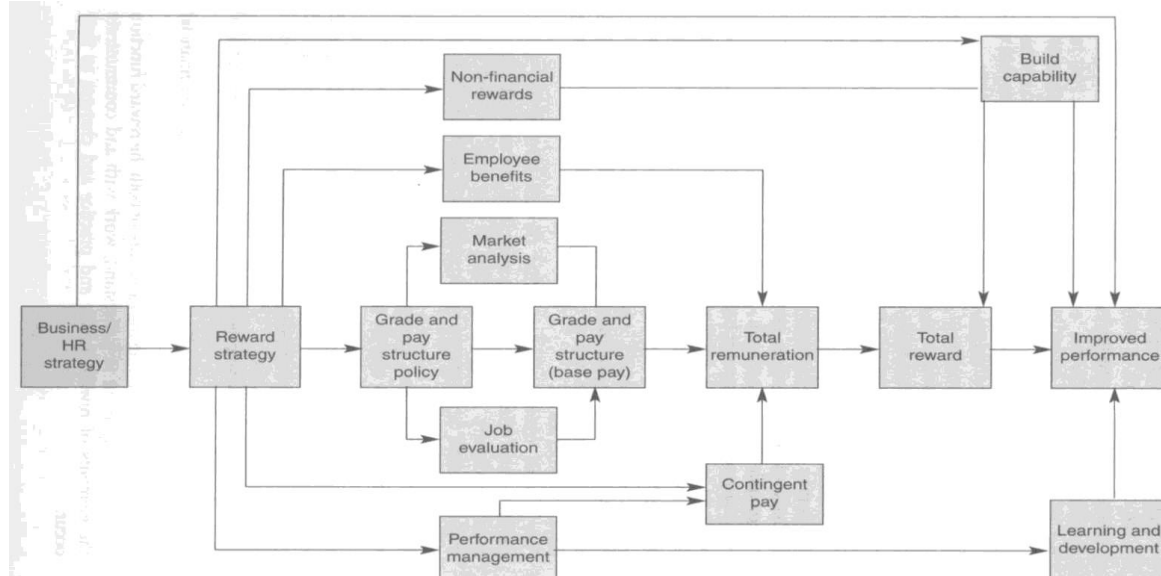 Build
capability
Non-financial
rewards
Employee
benefits
Market
analysis
Business/
HR
strategy
Reward
strategy
Grade and
pay
structure
policy
Grade and
pay
structure
(base pay)
Total
remuneration
Total
reward
Improved
performance
Job
evaluation
Contingent
pay
Performance
management
Learning and
development